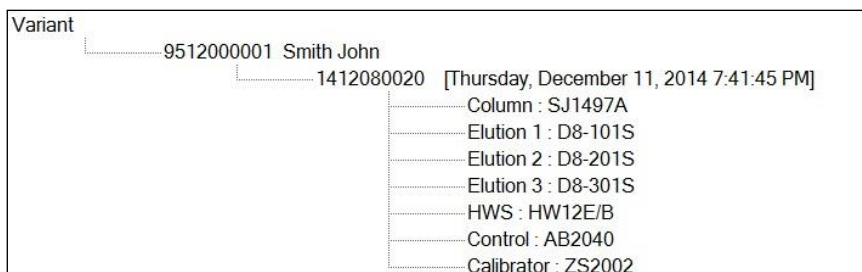 Variant
9512000001 Smith John
1412080020 [Thursday, December 11, 2014 7:41:45 PM]
Column : SJ1497A
Elution 1 : D8-101S
Elution 2 : D8-201S
Elution 3 : D8-301S
HWS : HW12E/B
Control : AB2040
Calibrator : ZS2002